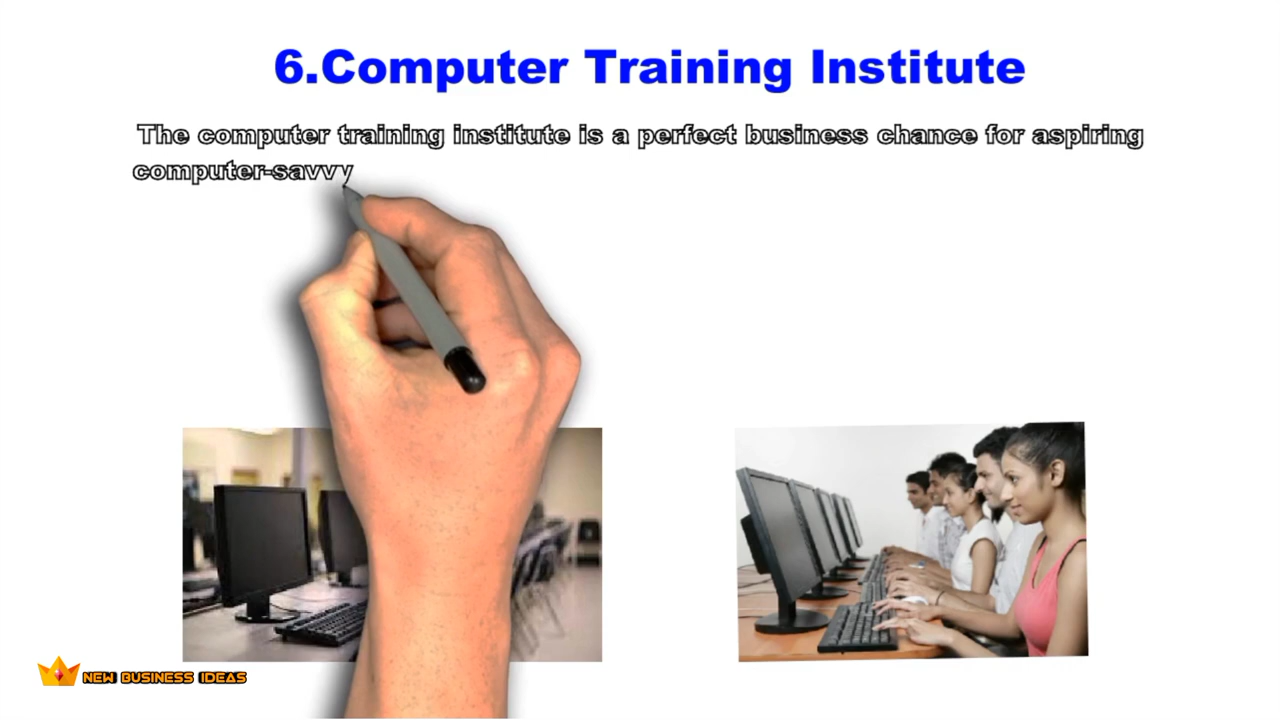 6.Computer Training Institute
The computer training institute is a perfect business chance for aspiring
computer-savvy
NEW BUSINESS IDEAS